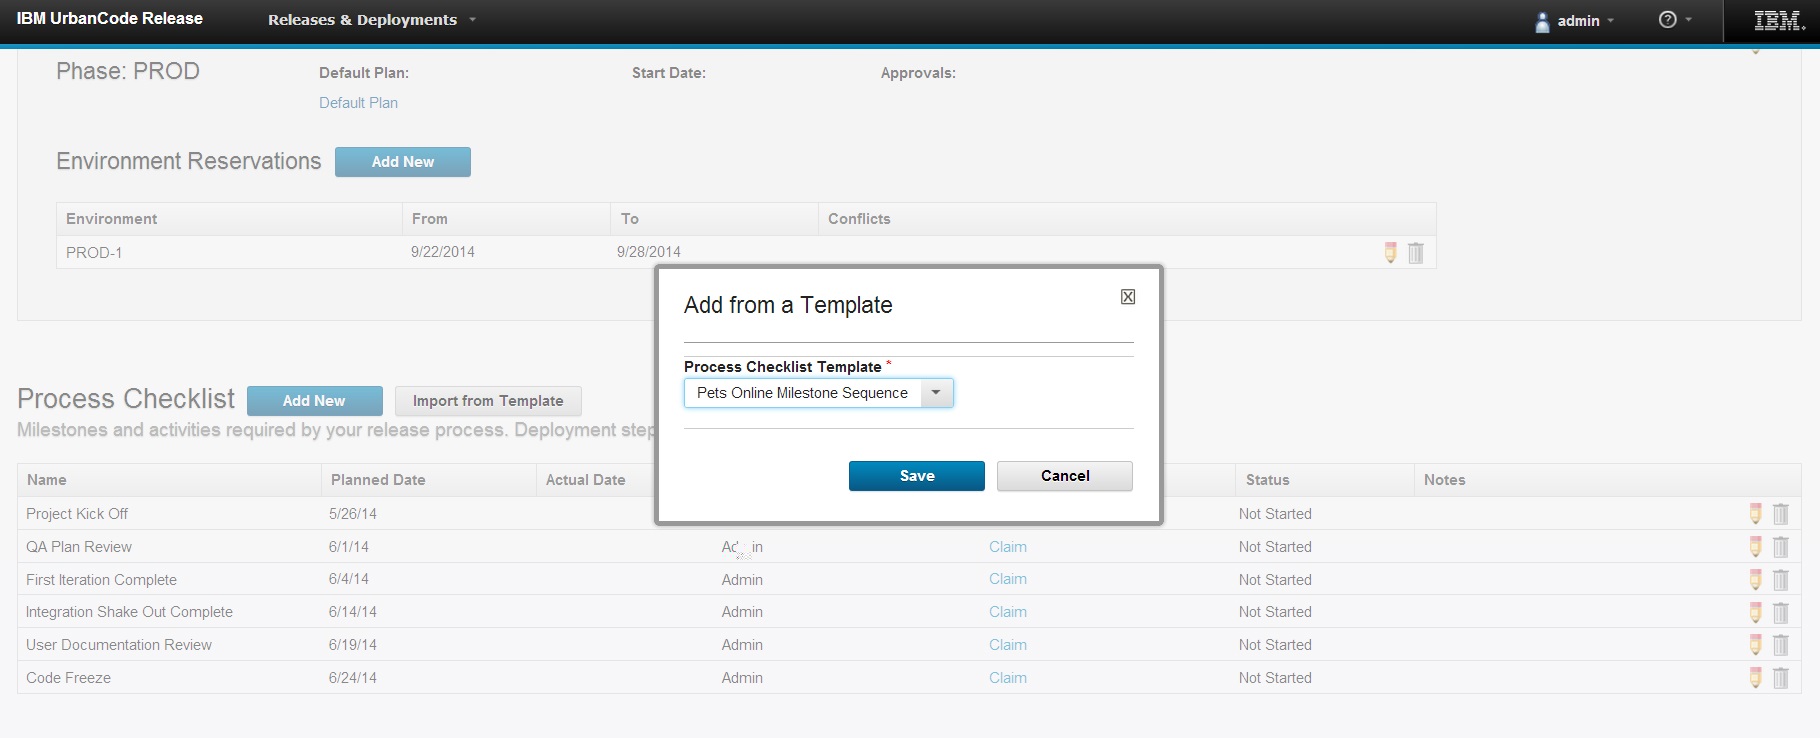 IBM UrbanCode Release Releases & Deployments admin ? IBM.
Phase: PROD Default Plan: Start Date: Approvals:
Default Plan
Environment Reservations Add New
Environment From To Conflicts
PROD-1 9/22/2014 9/28/2014
Add from a Template
Process Checklist Template *
Pets Online Milestone Sequence
Save Cancel
Process Checklist Add New Import from Template
Milestones and activities required by your release process. Deployment step
Name Planned Date Actual Date Status Notes
Project Kick Off 5/26/14 Not Started
QA Plan Review 6/1/14 Admin Claim Not Started
First Iteration Complete 6/4/14 Admin Claim Not Started
Integration Shake Out Complete 6/14/14 Admin Claim Not Started
User Documentation Review 6/19/14 Admin Claim Not Started
Code Freeze 6/24/14 Admin Claim Not Started